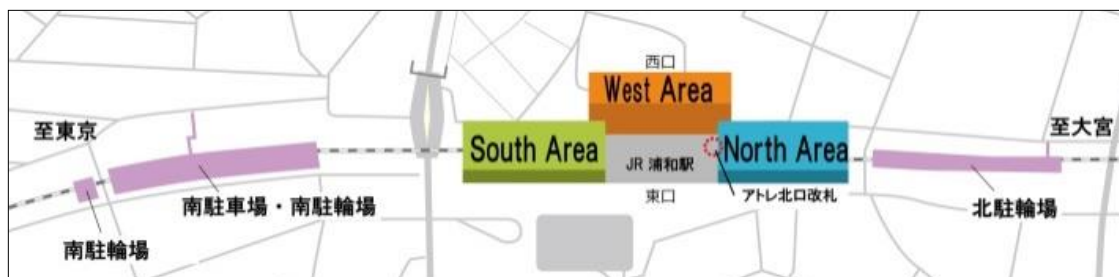 西口
West Area
至東京
至大宮
South Area
JR 浦和駅
North Area
東口
アトレ北口改札
南駐車場・南駐輪場
北駐輪場
南駐輪場